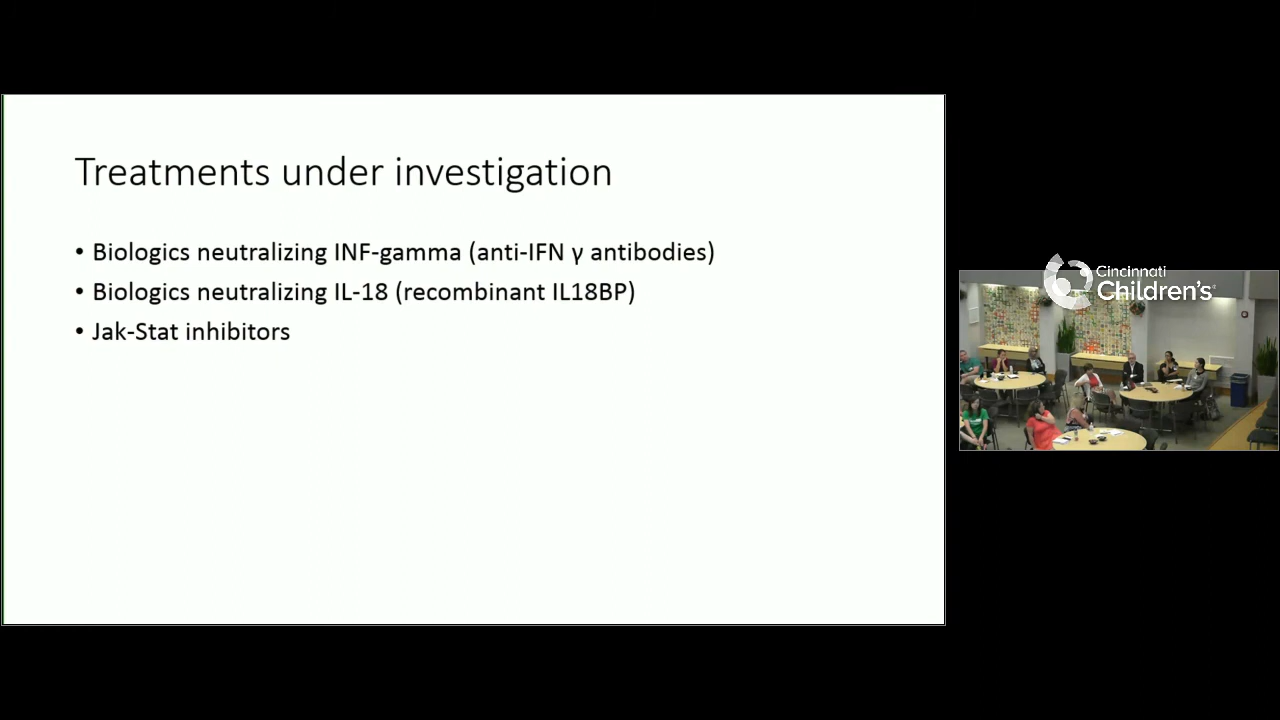 Treatments under investigation
• Biologics neutralizing INF-gamma (anti-IFN γ antibodies)
• Biologics neutralizing IL-18 (recombinant IL18BP)
• Jak-Stat inhibitors
Cincinnati
Children's